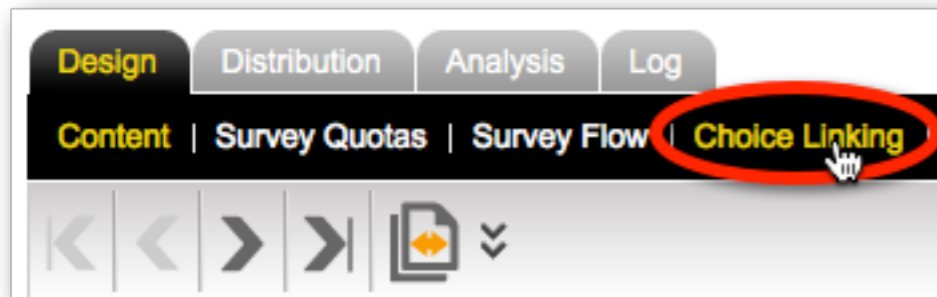 Design Distribution Analysis Log
Content | Survey Quotas | Survey Flow | Choice Linking